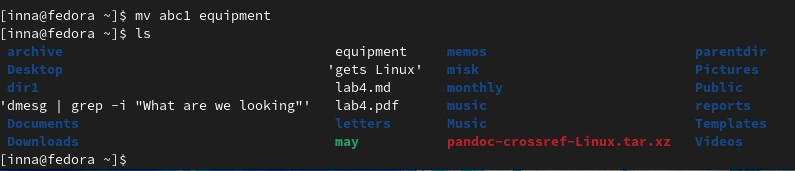 [inna@fedora ~]$ mv abc1 equipment
[inna@fedora ~]$ ls
archive equipment memos parentdir
Desktop 'gets Linux' misk Pictures
dir1 lab4.md monthly Public
'dmesg | grep -i "What are we looking"' lab4.pdf music reports
Documents letters Music Templates
Downloads may pandoc-crossref-Linux.tar.xz Videos
[inna@fedora ~]$